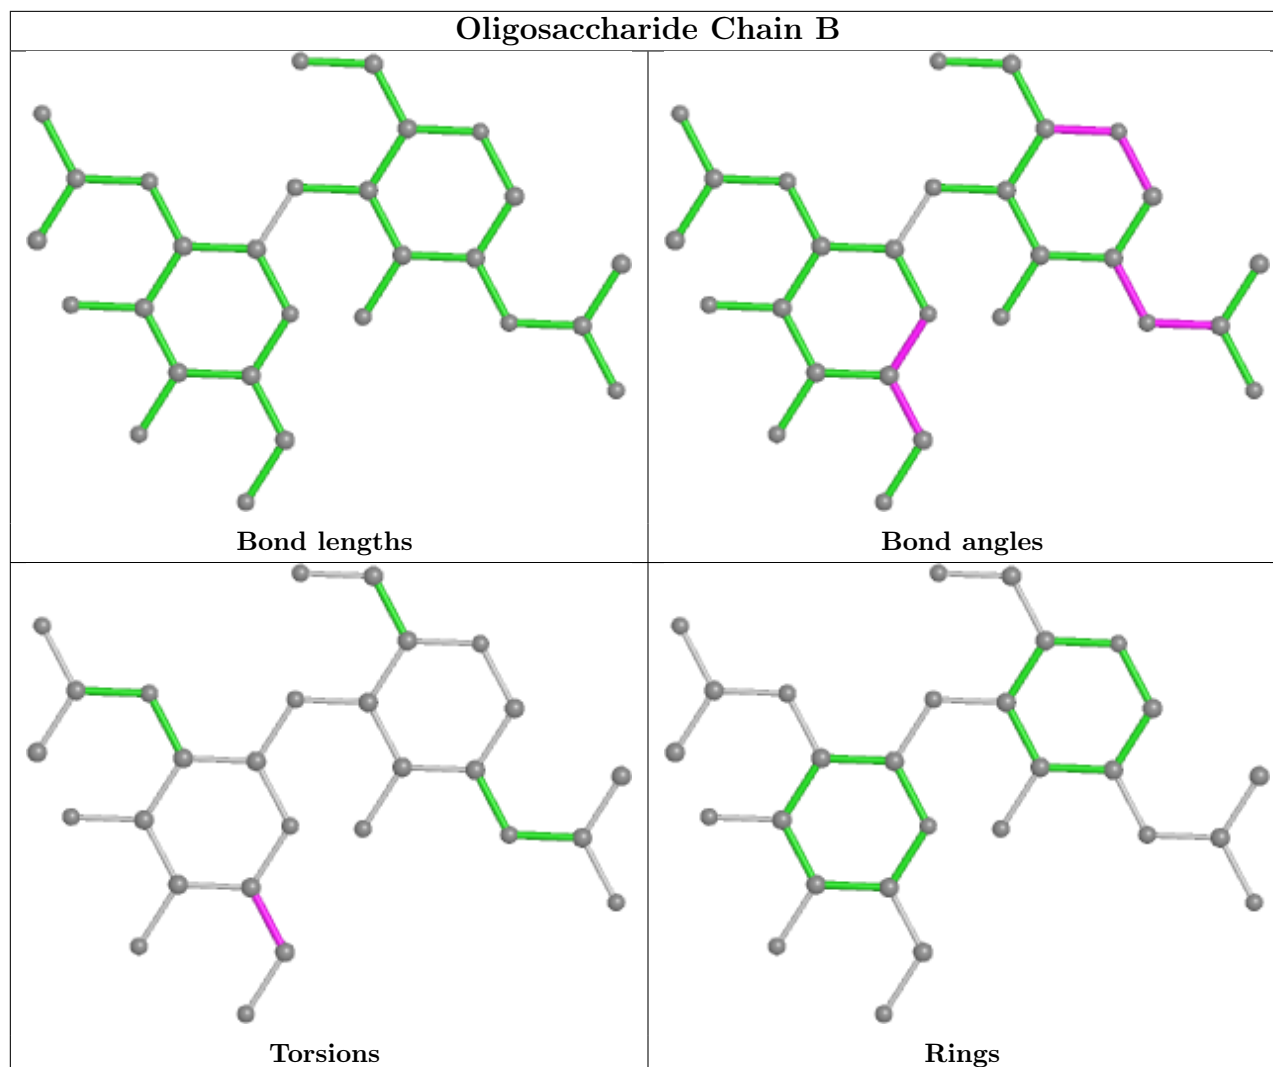 Oligosaccharide Chain B
Bond lengths
Bond angles
Torsions
Rings